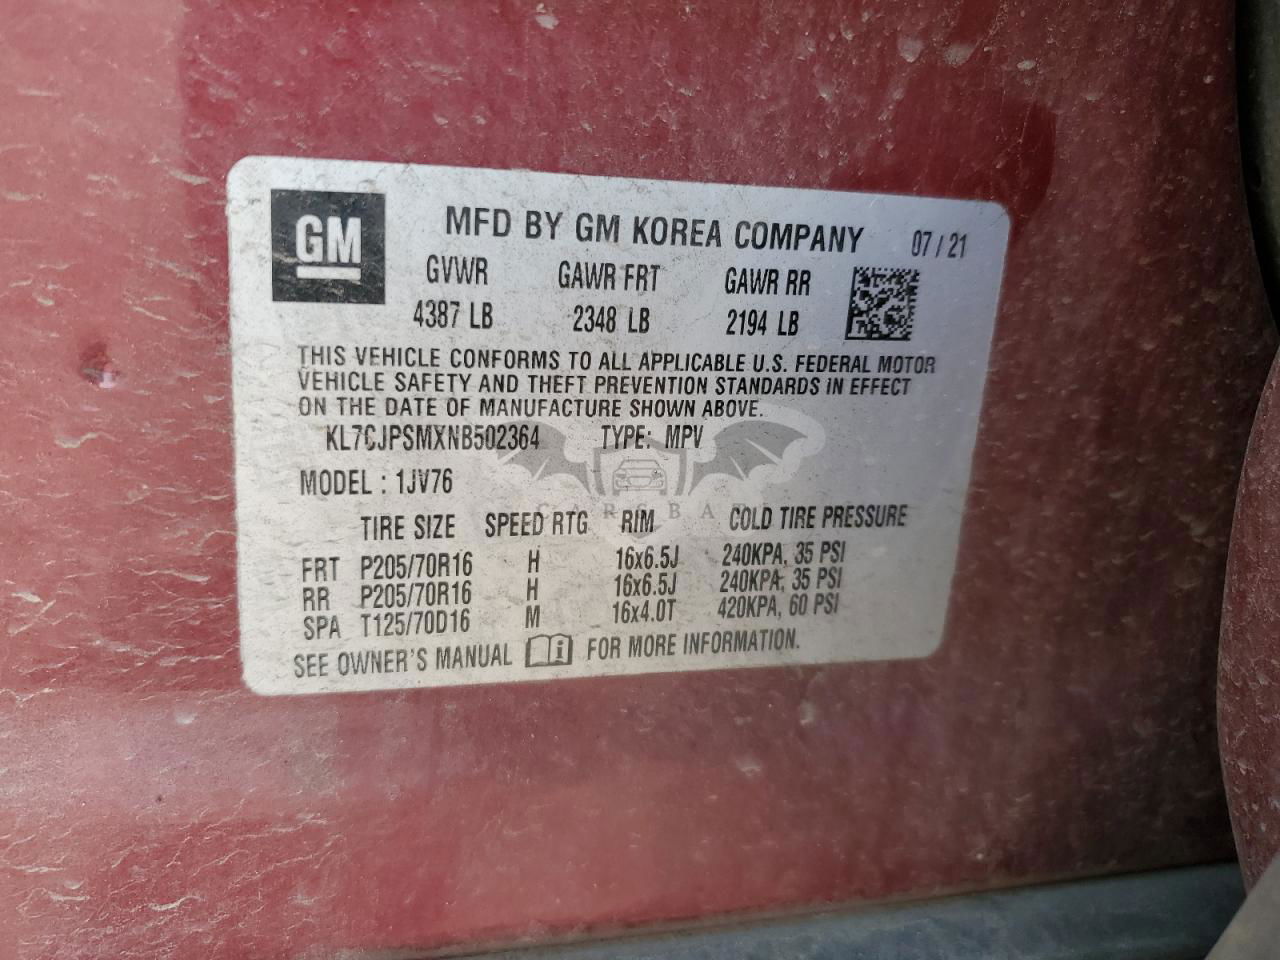 GM
MFD BY GM KOREA COMPANY 07 / 21
GVWR GAWR FRT GAWR RR
4387 LB 2348 LB 2194 LB
THIS VEHICLE CONFORMS TO ALL APPLICABLE U.S. FEDERAL MOTOR
VEHICLE SAFETY AND THEFT PREVENTION STANDARDS IN EFFECT
ON THE DATE OF MANUFACTURE SHOWN ABOVE.
KL7CJPSMXNB502364 TYPE: MPV
MODEL : 1JV76
TIRE SIZE SPEED RTG RIM COLD TIRE PRESSURE
FRT P205/70R16 H 16x6.5J 240KPA, 35 PSI
RR P205/70R16 H 16x6.5J 240KPA, 35 PSI
SPA T125/70D16 M 16x4.0T 420KPA, 60 PSI
SEE OWNER'S MANUAL FOR MORE INFORMATION.